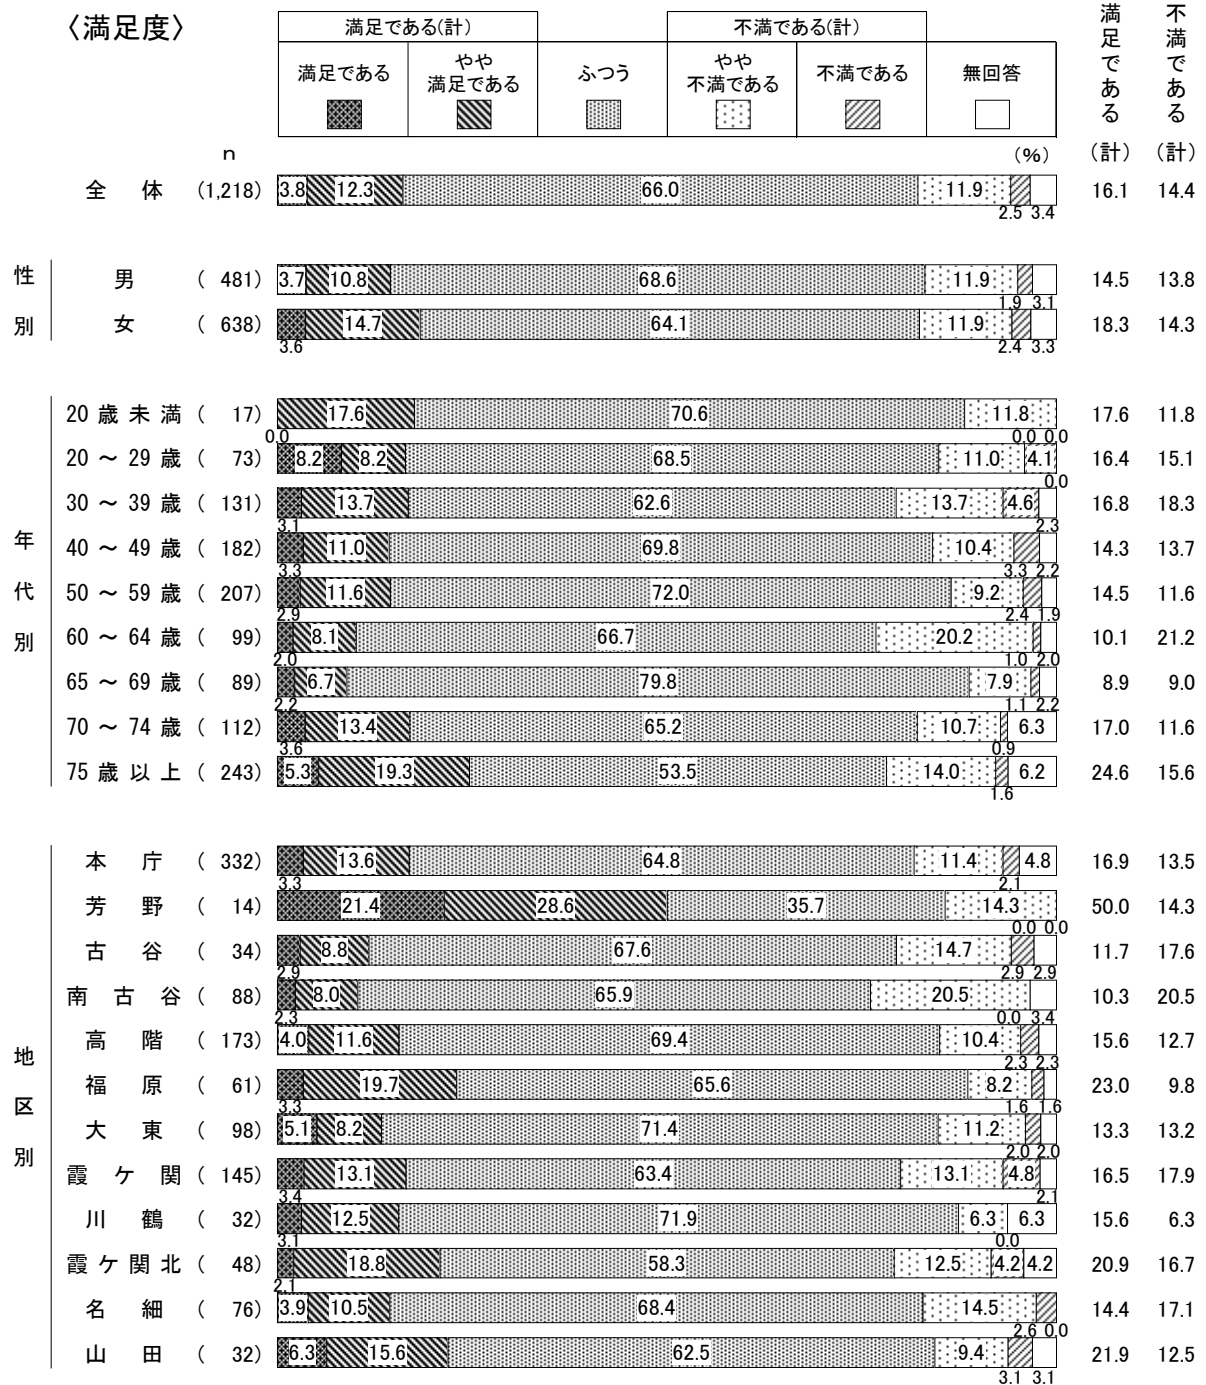 〈満足度〉
満足である(計) 不満である(計)
満足である やや満足である ふつう やや不満である 不満である 無回答
満足である(計) 不満である(計)
n (%)
全体 (1,218) 3.8 12.3 66.0 11.9 2.5 3.4 16.1 14.4
性別
男 ( 481) 3.7 10.8 68.6 11.9 1.9 3.1 14.5 13.8
女 ( 638) 3.6 14.7 64.1 11.9 2.4 3.3 18.3 14.3
年代別
20歳未満 ( 17) 0.0 17.6 70.6 11.8 0.0 0.0 17.6 11.8
20～29歳 ( 73) 8.2 8.2 68.5 11.0 4.1 0.0 16.4 15.1
30～39歳 ( 131) 3.1 13.7 62.6 13.7 4.6 2.3 16.8 18.3
40～49歳 ( 182) 3.3 11.0 69.8 10.4 3.3 2.2 14.3 13.7
50～59歳 ( 207) 2.9 11.6 72.0 9.2 2.4 1.9 14.5 11.6
60～64歳 ( 99) 2.0 8.1 66.7 20.2 1.0 2.0 10.1 21.2
65～69歳 ( 89) 2.2 6.7 79.8 7.9 1.1 2.2 8.9 9.0
70～74歳 ( 112) 3.6 13.4 65.2 10.7 0.9 6.3 17.0 11.6
75歳以上 ( 243) 5.3 19.3 53.5 14.0 1.6 6.2 24.6 15.6
地区別
本庁 ( 332) 3.3 13.6 64.8 11.4 2.1 4.8 16.9 13.5
芳野 ( 14) 21.4 28.6 35.7 14.3 0.0 0.0 50.0 14.3
古谷 ( 34) 2.9 8.8 67.6 14.7 2.9 2.9 11.7 17.6
南古谷 ( 88) 2.3 8.0 65.9 20.5 0.0 3.4 10.3 20.5
高階 ( 173) 4.0 11.6 69.4 10.4 2.3 2.3 15.6 12.7
福原 ( 61) 3.3 19.7 65.6 8.2 1.6 1.6 23.0 9.8
大東 ( 98) 5.1 8.2 71.4 11.2 2.0 2.0 13.3 13.2
霞ケ関 ( 145) 3.4 13.1 63.4 13.1 4.8 2.1 16.5 17.9
川鶴 ( 32) 3.1 12.5 71.9 6.3 0.0 6.3 15.6 6.3
霞ケ関北 ( 48) 2.1 18.8 58.3 12.5 4.2 4.2 20.9 16.7
名細 ( 76) 3.9 10.5 68.4 14.5 2.6 0.0 14.4 17.1
山田 ( 32) 6.3 15.6 62.5 9.4 3.1 3.1 21.9 12.5